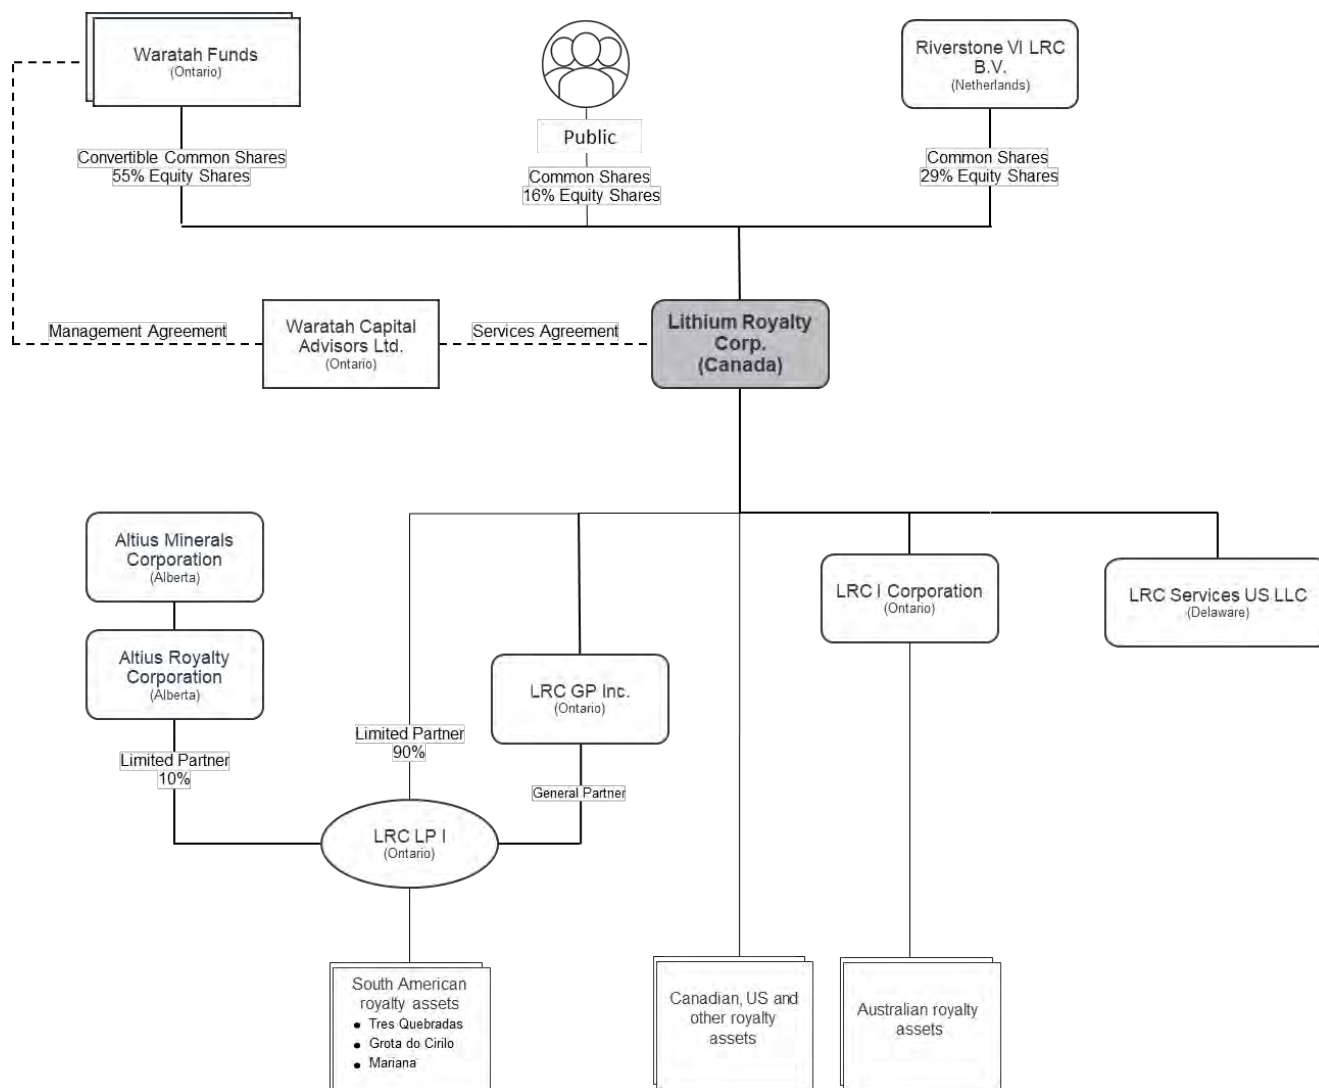 Waratah Funds
(Ontario)
Riverstone VI LRC
B.V.
(Netherlands)
Public
Convertible Common Shares
55% Equity Shares
Common Shares
16% Equity Shares
Common Shares
29% Equity Shares
Management Agreement
Waratah Capital
Advisors Ltd.
(Ontario)
Services Agreement
Lithium Royalty
Corp.
(Canada)
Altius Minerals
Corporation
(Alberta)
LRC I Corporation
(Ontario)
LRC Services US LLC
(Delaware)
Altius Royalty
Corporation
(Alberta)
LRC GP Inc.
(Ontario)
Limited Partner
10%
Limited Partner
90%
General Partner
LRC LP I
(Ontario)
South American
royalty assets
• Tres Quebradas
• Grota do Cirilo
• Mariana
Canadian, US and
other royalty
assets
Australian royalty
assets